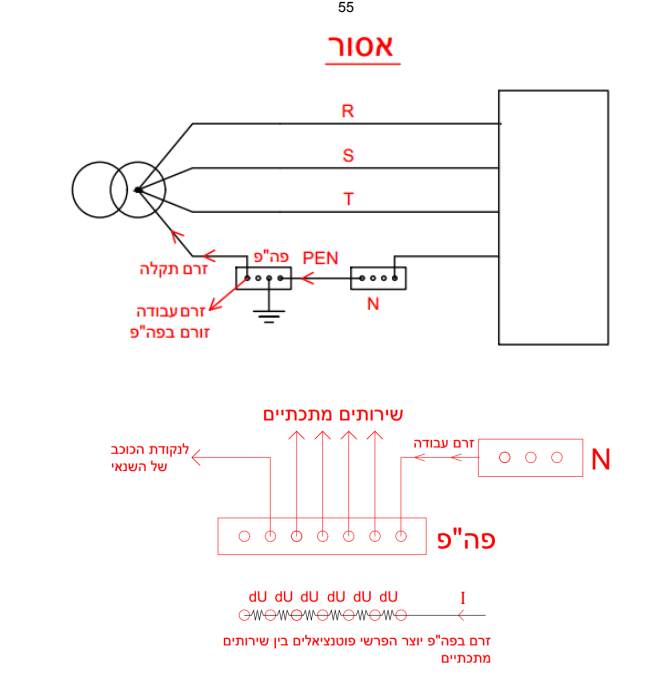 55
אסור
R
S
T
פה"פ
PEN
זרם תקלה
N
זרם עבודה
זורם בפה"פ
שירותים מתכתיים
זרם עבודה
לנקודת הכוכב
של השנאי
N
פה"פ
dU dU dU dU dU dU
I
זרם בפה"פ יוצר הפרשי פוטנציאלים בין שירותים
מתכתיים